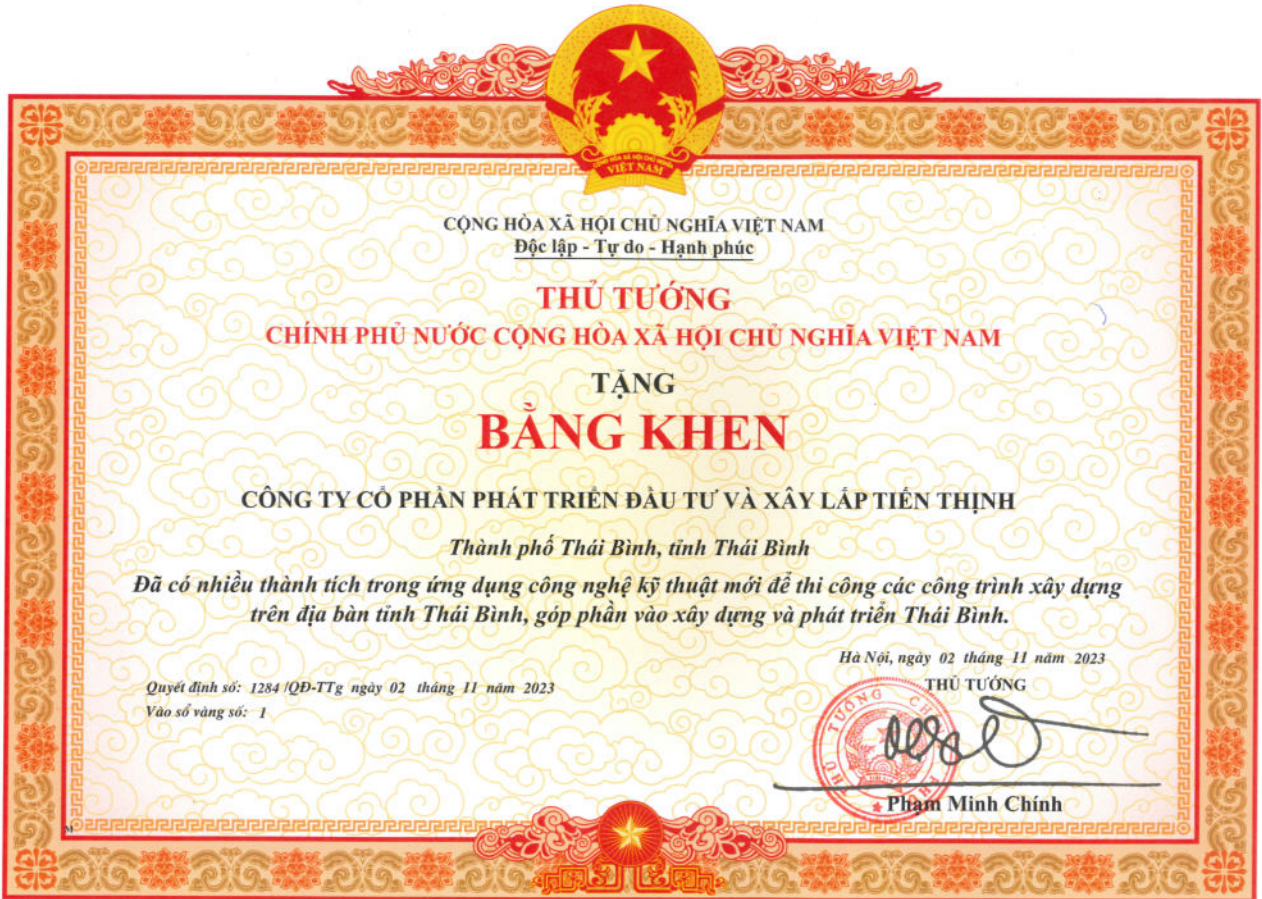 CỘNG HÒA XÃ HỘI CHỦ NGHĨA
VIỆT NAM
CỘNG HÒA XÃ HỘI CHỦ NGHĨA VIỆT NAM
Độc lập - Tự do - Hạnh phúc
THỦ TƯỚNG
CHÍNH PHỦ NƯỚC CỘNG HÒA XÃ HỘI CHỦ NGHĨA VIỆT NAM
TẶNG
BẰNG KHEN
CÔNG TY CỔ PHẦN PHÁT TRIỂN ĐẦU TƯ VÀ XÂY LẮP TIẾN THỊNH
Thành phố Thái Bình, tỉnh Thái Bình
Đã có nhiều thành tích trong ứng dụng công nghệ kỹ thuật mới để thi công các công trình xây dựng
trên địa bàn tỉnh Thái Bình, góp phần vào xây dựng và phát triển Thái Bình.
Hà Nội, ngày 02 tháng 11 năm 2023
Quyết định số: 1284 /QĐ-TTg ngày 02 tháng 11 năm 2023
Vào sổ vàng số: 1
THỦ TƯỚNG
THỦ TƯỚNG CHÍNH PHỦ
Phạm Minh Chính